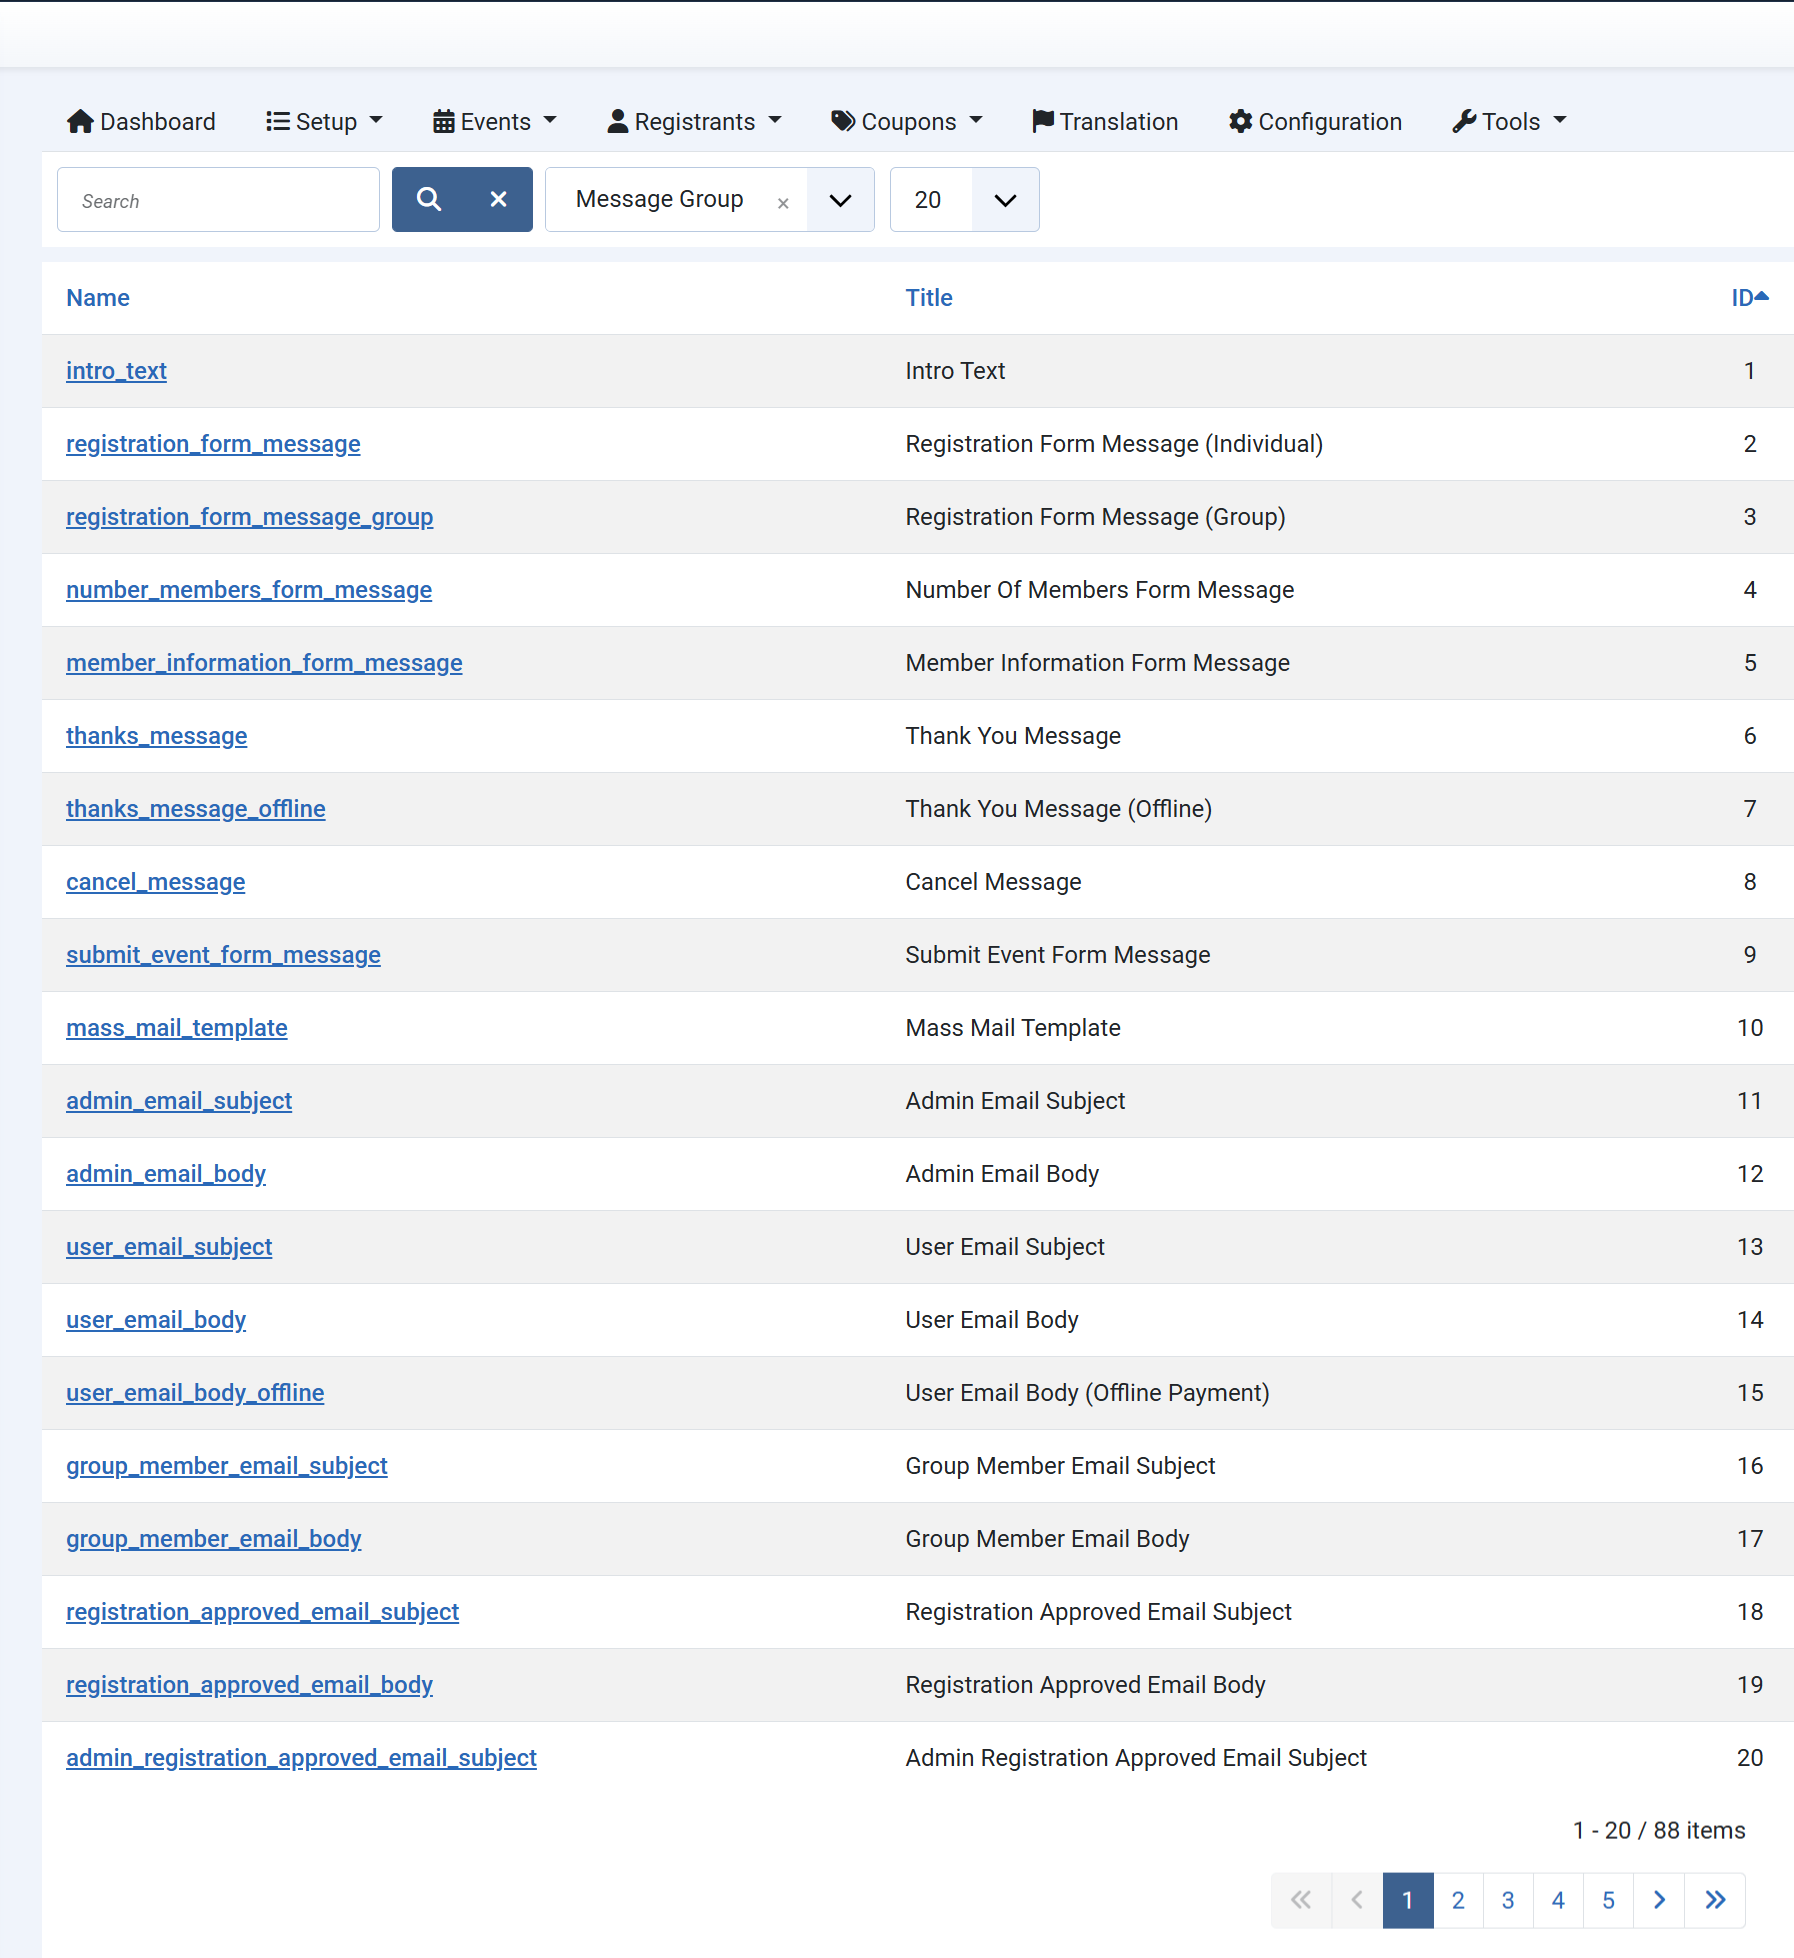 Dashboard Setup Events Registrants Coupons Translation Configuration Tools
Search Message Group × 20
Name Title ID
intro_text Intro Text 1
registration_form_message Registration Form Message (Individual) 2
registration_form_message_group Registration Form Message (Group) 3
number_members_form_message Number Of Members Form Message 4
member_information_form_message Member Information Form Message 5
thanks_message Thank You Message 6
thanks_message_offline Thank You Message (Offline) 7
cancel_message Cancel Message 8
submit_event_form_message Submit Event Form Message 9
mass_mail_template Mass Mail Template 10
admin_email_subject Admin Email Subject 11
admin_email_body Admin Email Body 12
user_email_subject User Email Subject 13
user_email_body User Email Body 14
user_email_body_offline User Email Body (Offline Payment) 15
group_member_email_subject Group Member Email Subject 16
group_member_email_body Group Member Email Body 17
registration_approved_email_subject Registration Approved Email Subject 18
registration_approved_email_body Registration Approved Email Body 19
admin_registration_approved_email_subject Admin Registration Approved Email Subject 20
1 - 20 / 88 items
1 2 3 4 5